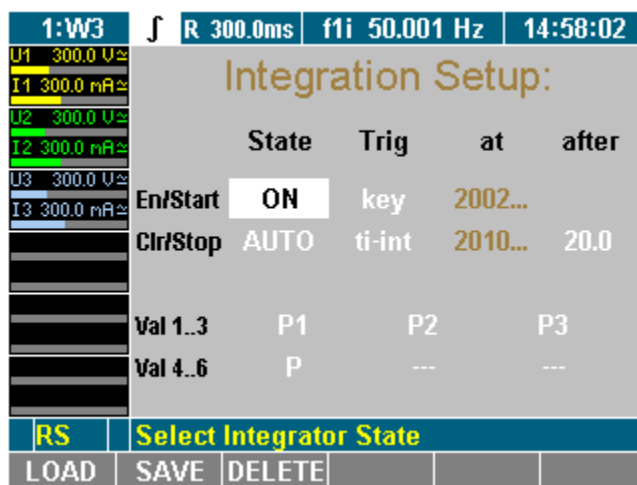 1:W3 ∫ R 300.0ms f1i 50.001 Hz 14:58:02
U1 300.0 V≃
I1 300.0 mA≃
U2 300.0 V≃
I2 300.0 mA≃
U3 300.0 V≃
I3 300.0 mA≃
Integration Setup:
State Trig at after
En/Start ON key 2002...
Clr/Stop AUTO ti-int 2010... 20.0
Val 1..3 P1 P2 P3
Val 4..6 P --- ---
RS Select Integrator State
LOAD SAVE DELETE